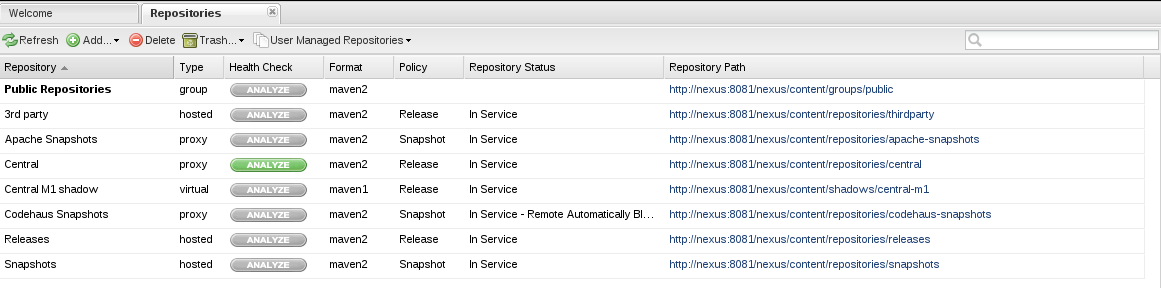 Welcome Repositories
Refresh Add... Delete Trash... User Managed Repositories
Repository Type Health Check Format Policy Repository Status Repository Path
Public Repositories group ANALYZE maven2 http://nexus:8081/nexus/content/groups/public
3rd party hosted ANALYZE maven2 Release In Service http://nexus:8081/nexus/content/repositories/thirdparty
Apache Snapshots proxy ANALYZE maven2 Snapshot In Service http://nexus:8081/nexus/content/repositories/apache-snapshots
Central proxy ANALYZE maven2 Release In Service http://nexus:8081/nexus/content/repositories/central
Central M1 shadow virtual ANALYZE maven1 Release In Service http://nexus:8081/nexus/content/shadows/central-m1
Codehaus Snapshots proxy ANALYZE maven2 Snapshot In Service - Remote Automatically Bl... http://nexus:8081/nexus/content/repositories/codehaus-snapshots
Releases hosted ANALYZE maven2 Release In Service http://nexus:8081/nexus/content/repositories/releases
Snapshots hosted ANALYZE maven2 Snapshot In Service http://nexus:8081/nexus/content/repositories/snapshots